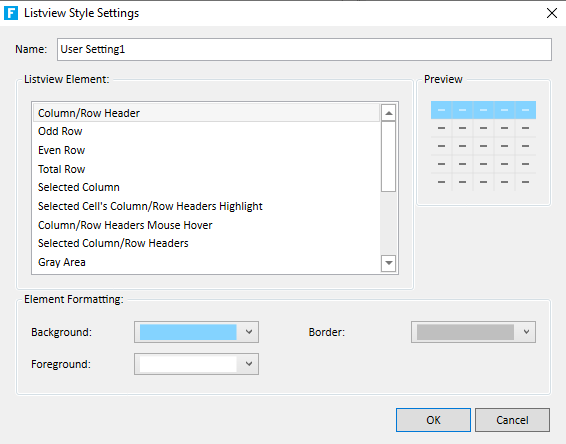 F Listview Style Settings
Name: User Setting1
Listview Element:
Preview
Column/Row Header
Odd Row
Even Row
Total Row
Selected Column
Selected Cell's Column/Row Headers Highlight
Column/Row Headers Mouse Hover
Selected Column/Row Headers
Gray Area
Element Formatting:
Background:
Border:
Foreground:
OK
Cancel